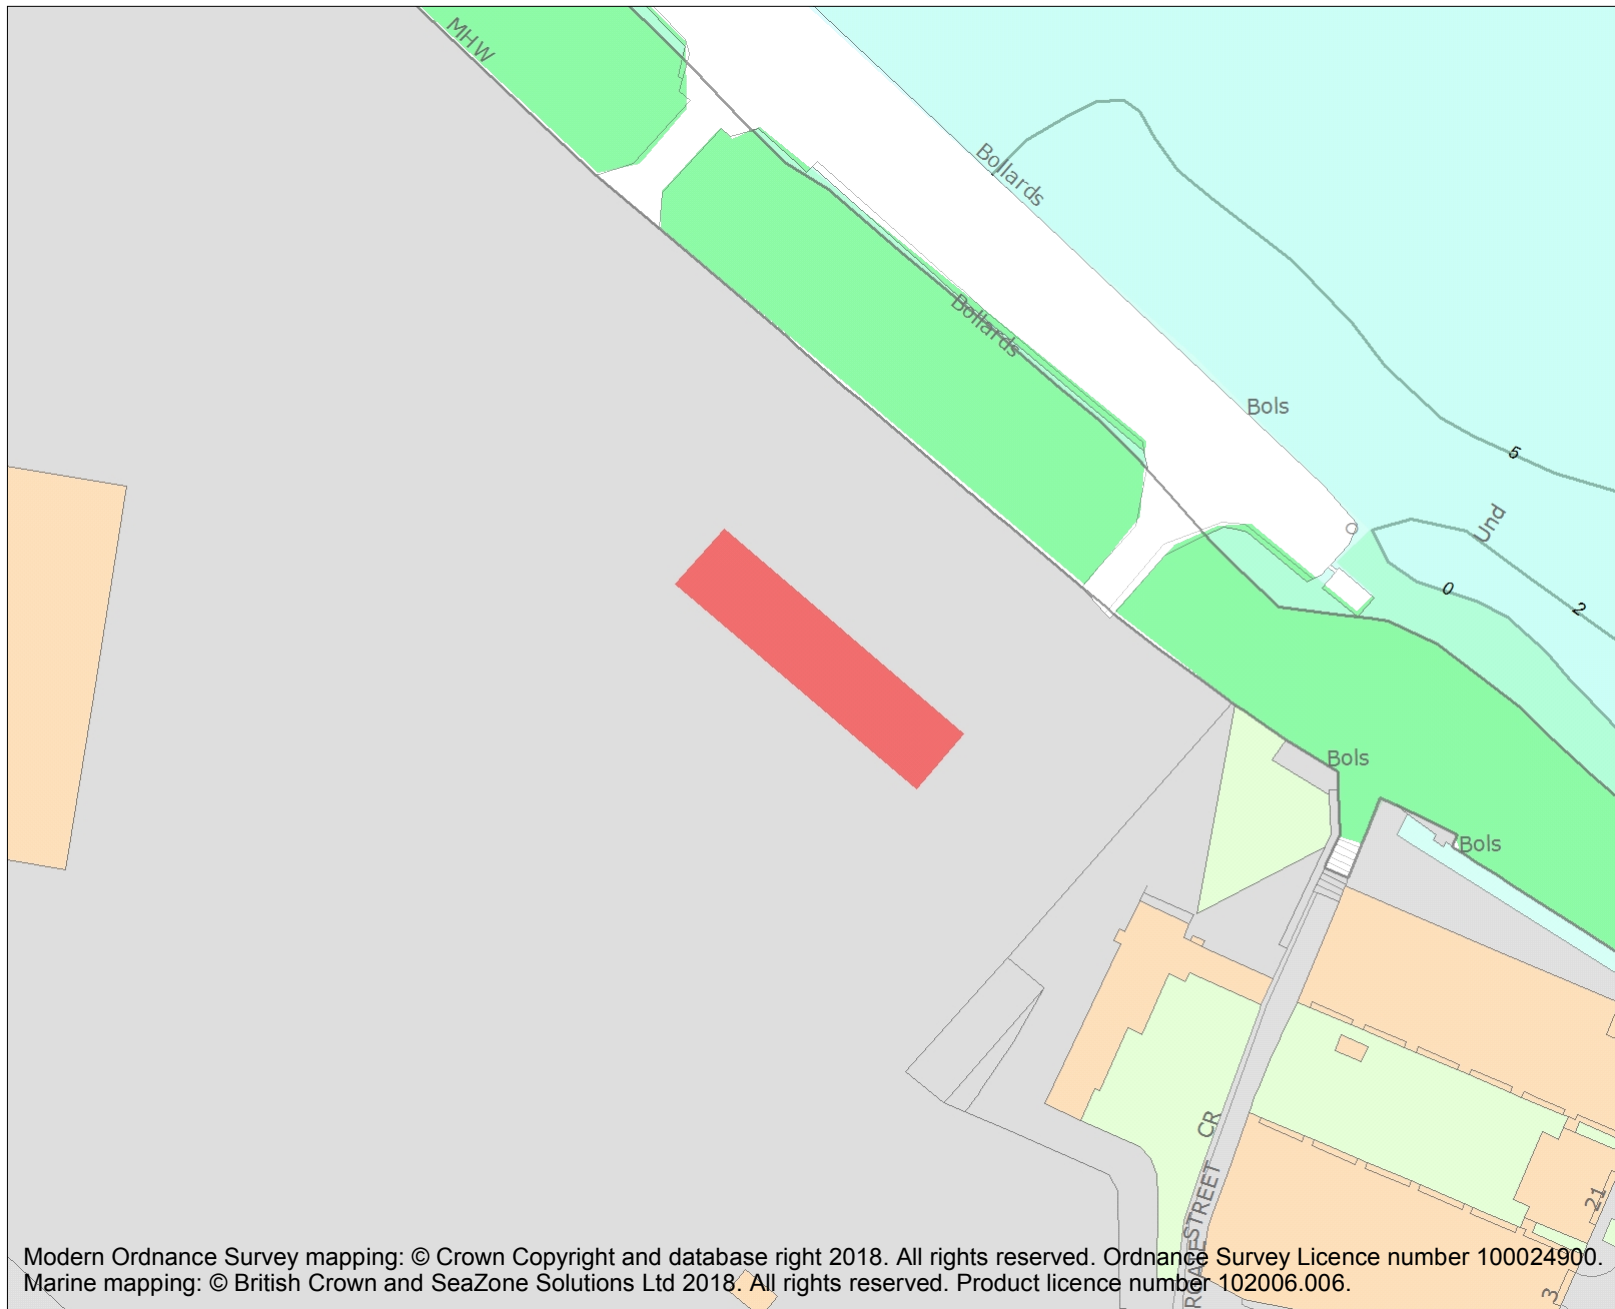 MHW
Bollards
Bollards
Bols
5
Und
0
2
Bols
Bols
CR
STREET
21
3
Modern Ordnance Survey mapping: © Crown Copyright and database right 2018. All rights reserved. Ordnance Survey Licence number 100024900.
Marine mapping: © British Crown and SeaZone Solutions Ltd 2018. All rights reserved. Product licence number 102006.006.